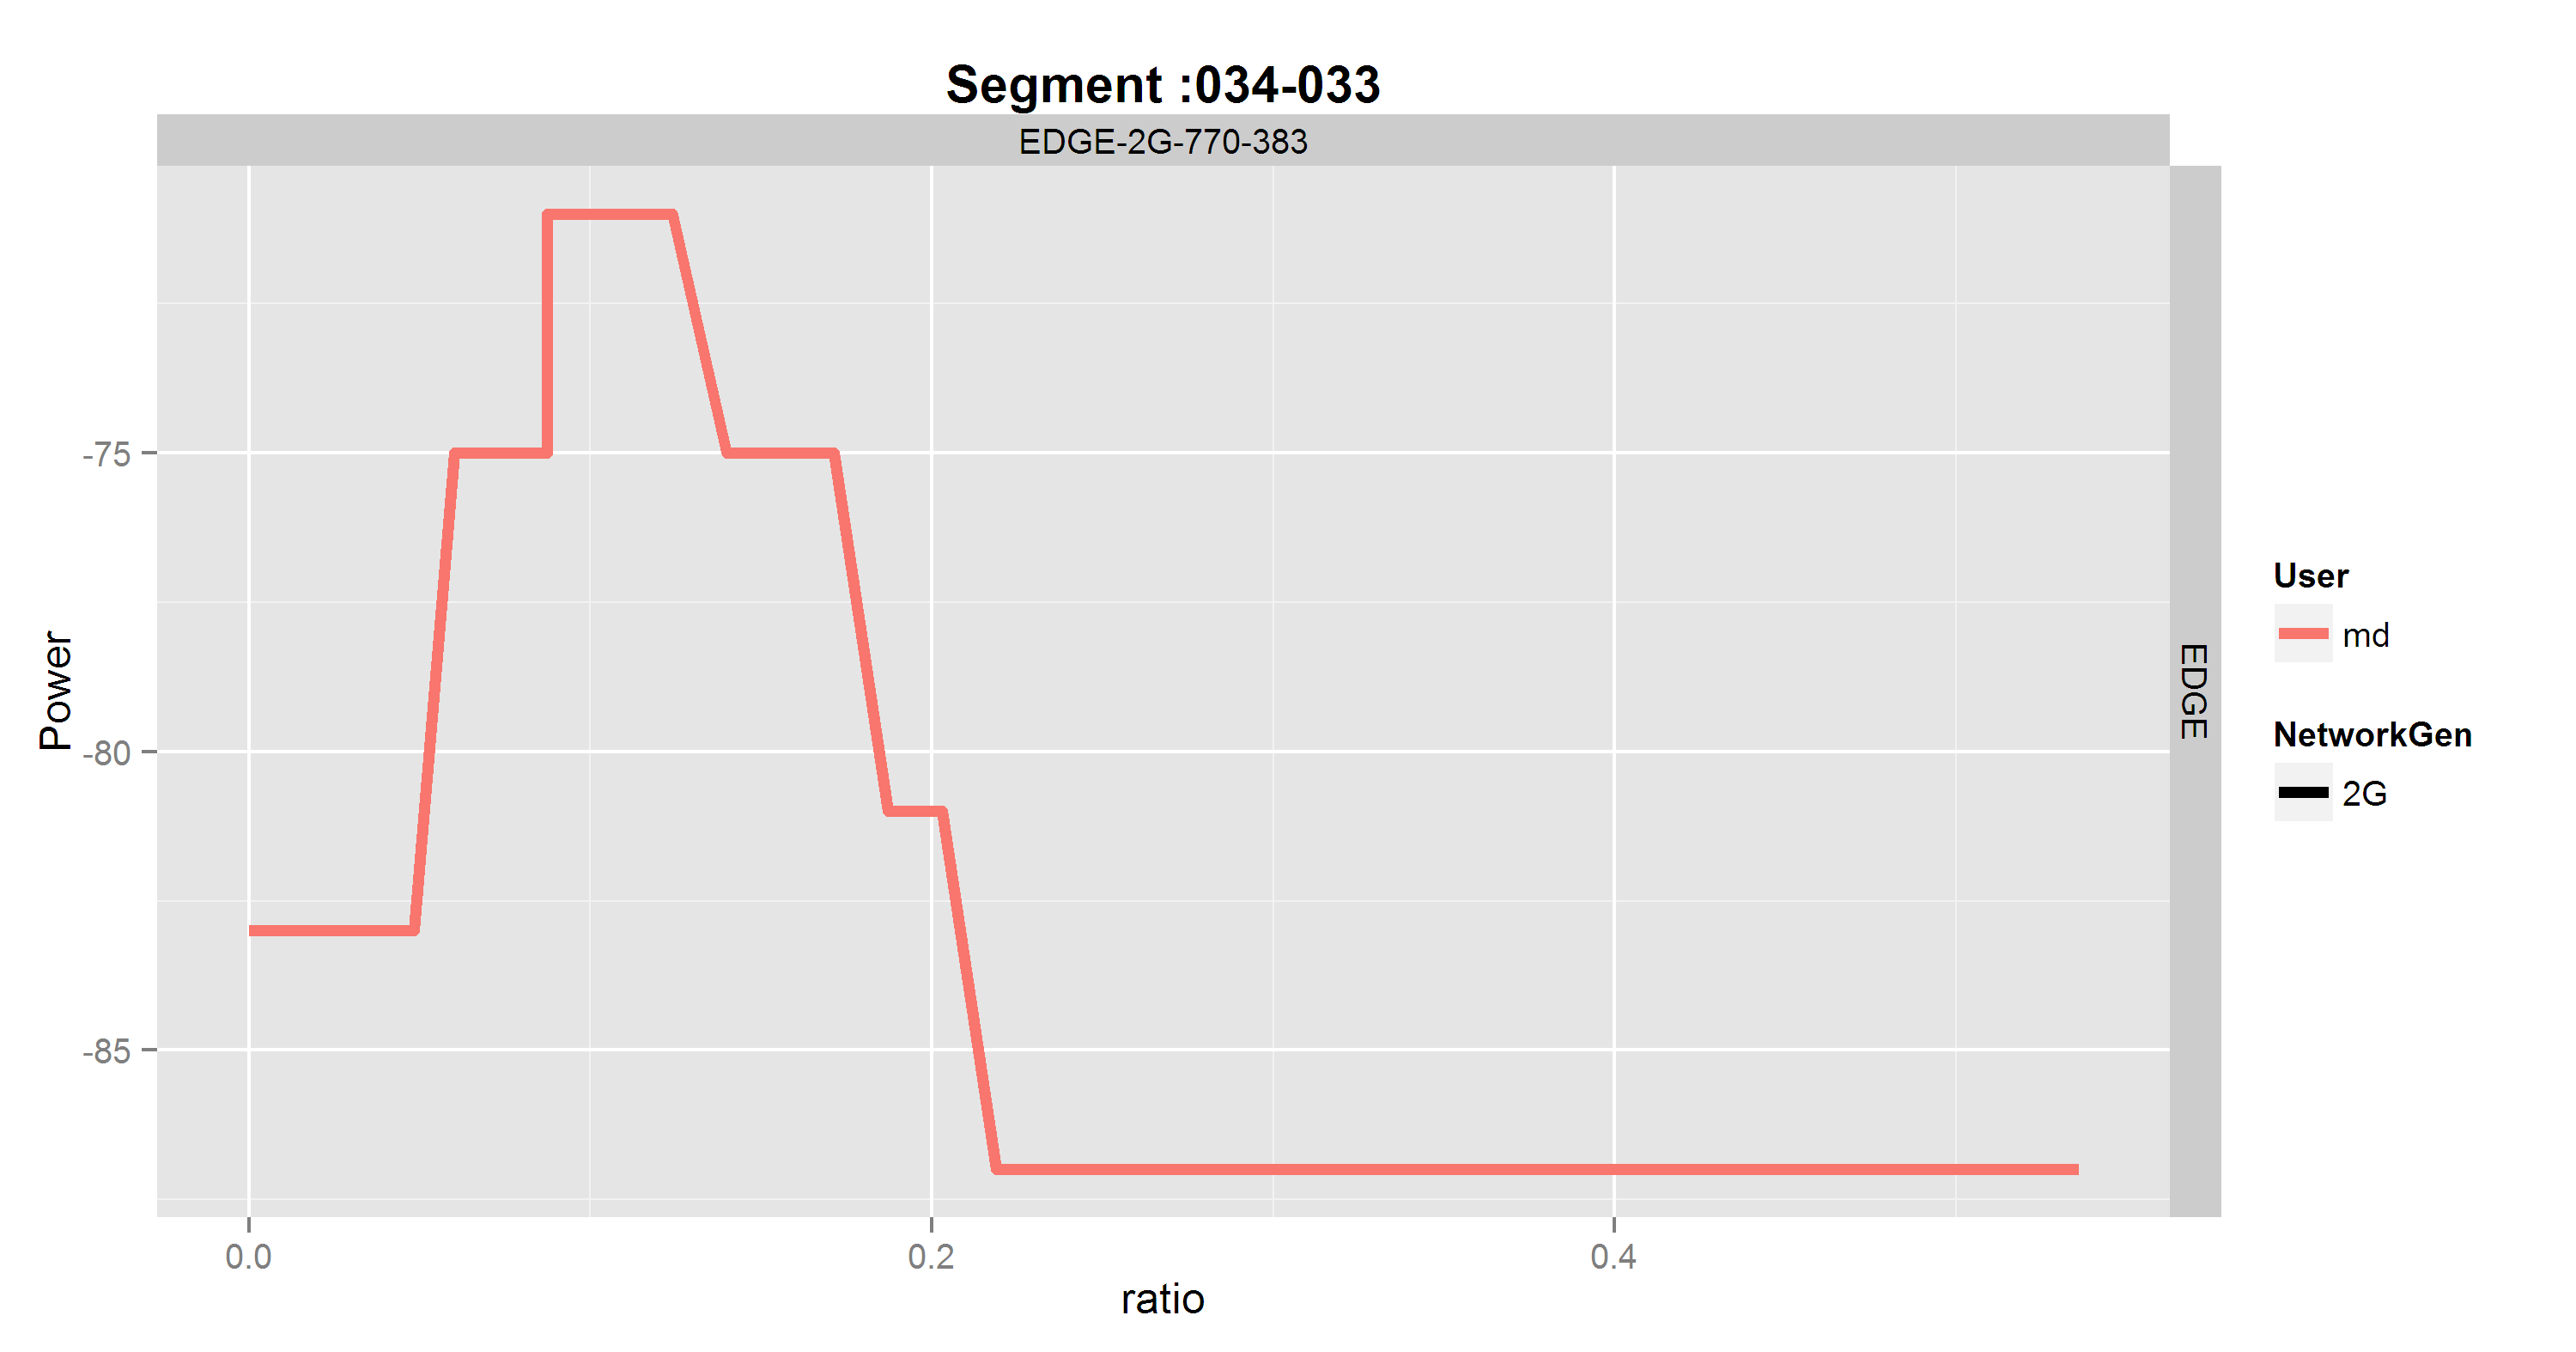 Segment :034-033
EDGE-2G-770-383
-75
-80
-85
Power
EDGE
0.0
0.2
0.4
ratio
User
md
NetworkGen
2G